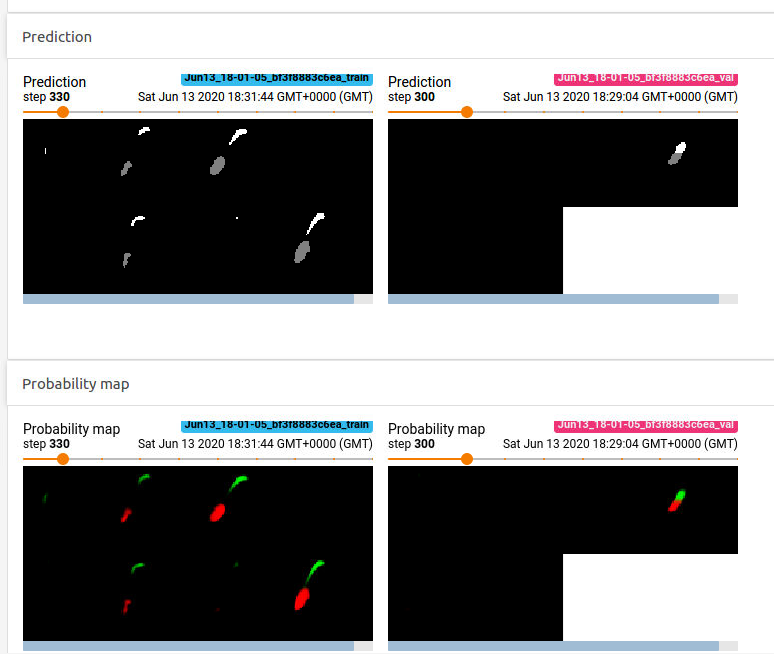 Prediction
Prediction
Jun13_18-01-05_bf3f8883c6ea_train
step 330
Sat Jun 13 2020 18:31:44 GMT+0000 (GMT)
Prediction
Jun13_18-01-05_bf3f8883c6ea_val
step 300
Sat Jun 13 2020 18:29:04 GMT+0000 (GMT)
Probability map
Probability map
Jun13_18-01-05_bf3f8883c6ea_train
step 330
Sat Jun 13 2020 18:31:44 GMT+0000 (GMT)
Probability map
Jun13_18-01-05_bf3f8883c6ea_val
step 300
Sat Jun 13 2020 18:29:04 GMT+0000 (GMT)